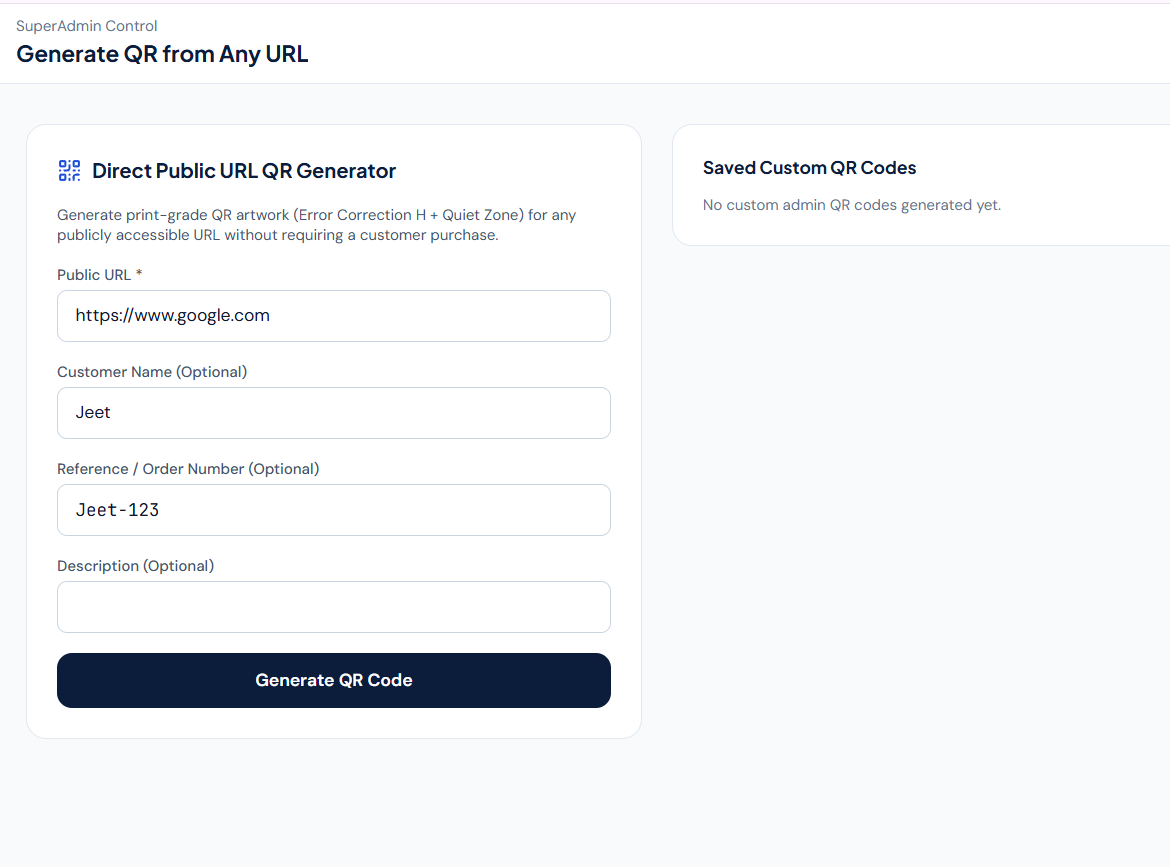 SuperAdmin Control
Generate QR from Any URL
Direct Public URL QR Generator
Generate print-grade QR artwork (Error Correction H + Quiet Zone) for any
publicly accessible URL without requiring a customer purchase.
Public URL *
https://www.google.com
Customer Name (Optional)
Jeet
Reference / Order Number (Optional)
Jeet-123
Description (Optional)
Generate QR Code
Saved Custom QR Codes
No custom admin QR codes generated yet.